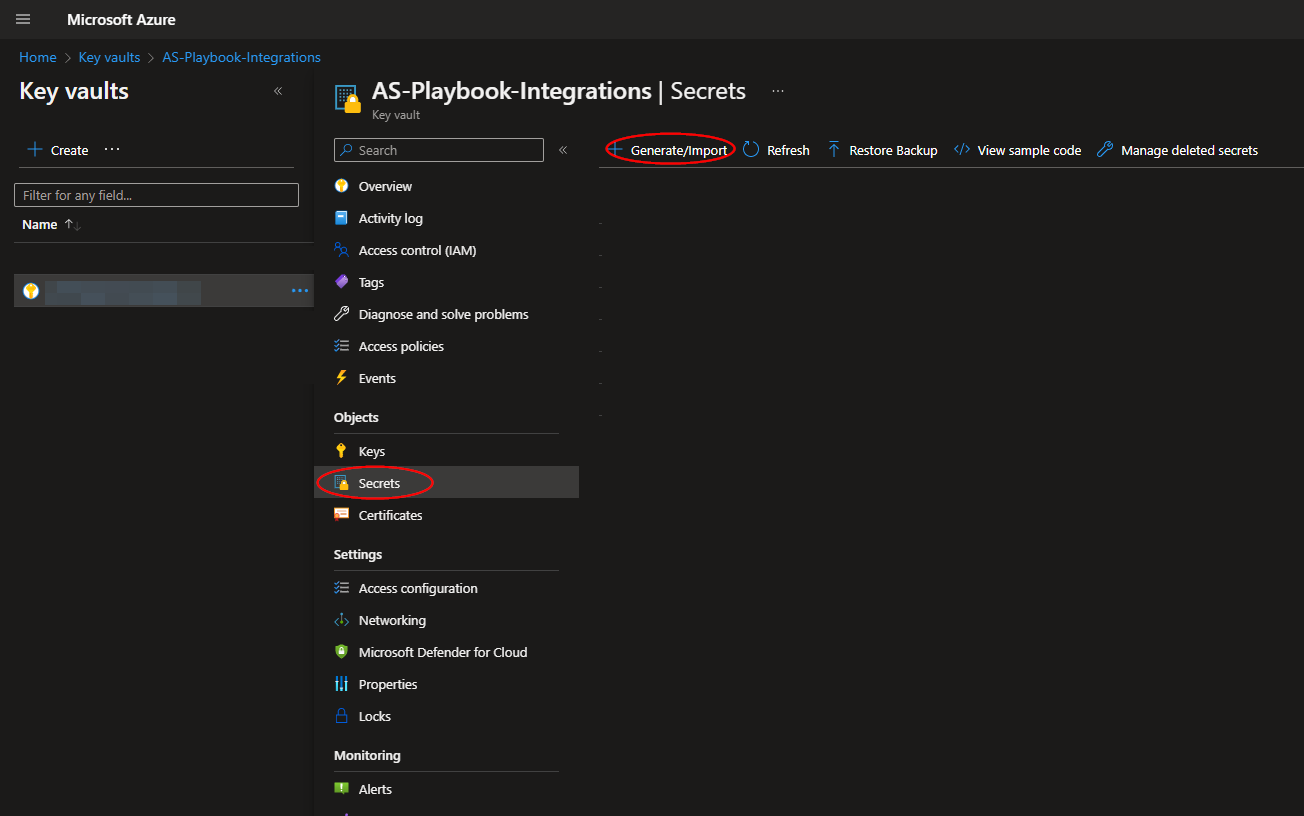 Microsoft Azure
Home > Key vaults > AS-Playbook-Integrations
Key vaults «
+ Create ···
Filter for any field...
Name ↑↓
AS-Playbook-Integrations | Secrets ···
Key vault
Search «
Overview
Activity log
Access control (IAM)
Tags
Diagnose and solve problems
Access policies
Events
Objects
Keys
Secrets
Certificates
Settings
Access configuration
Networking
Microsoft Defender for Cloud
Properties
Locks
Monitoring
Alerts
+ Generate/Import Refresh Restore Backup </> View sample code Manage deleted secrets